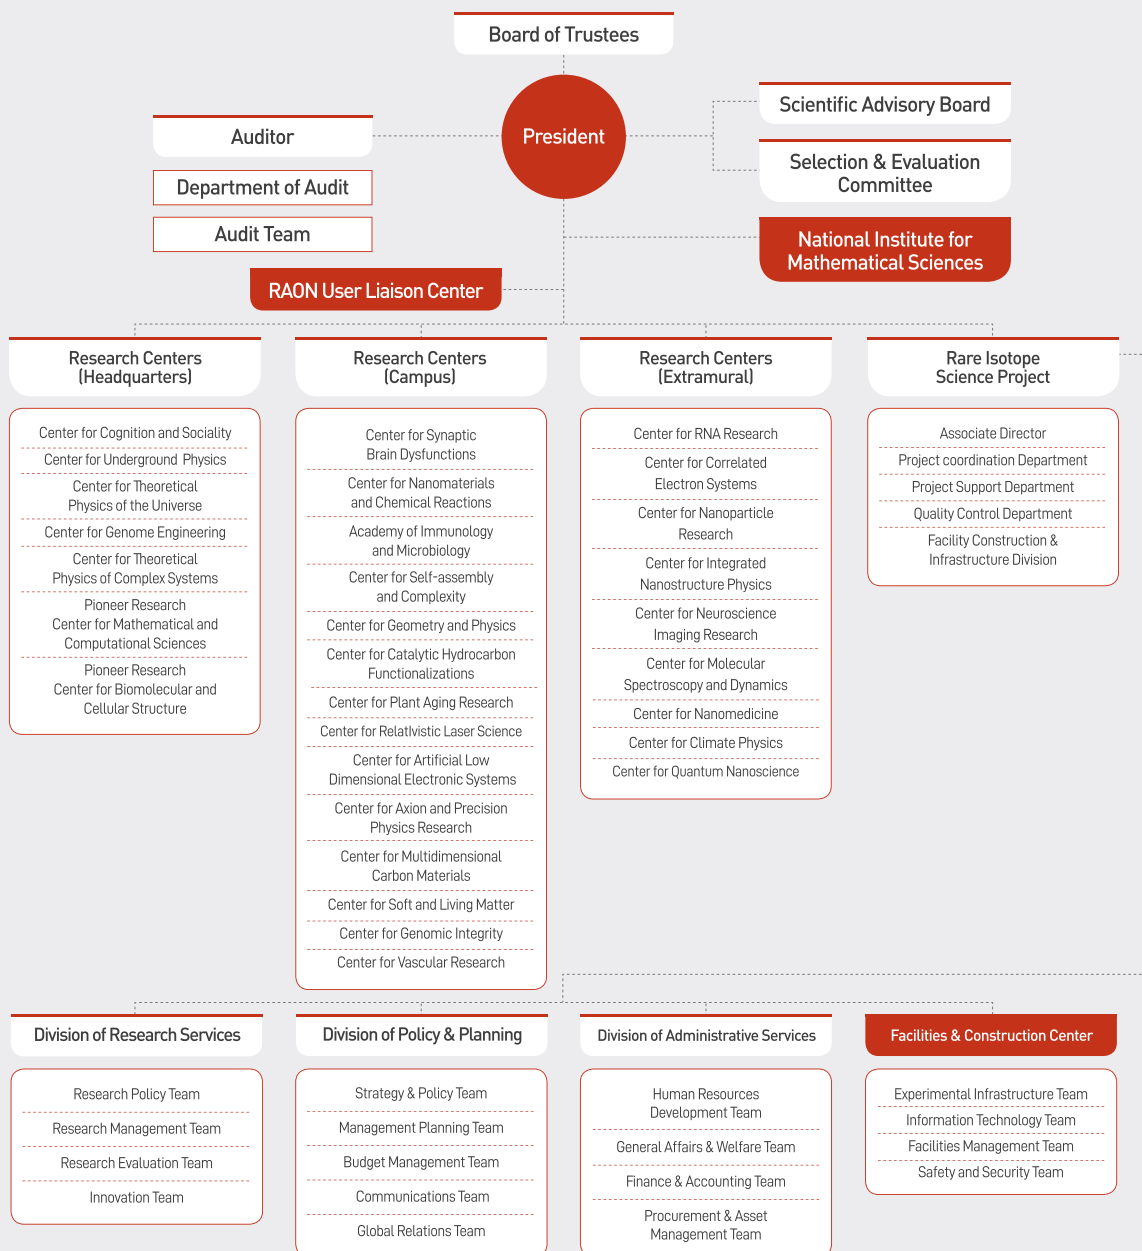 Board of Trustees
President
Scientific Advisory Board
Auditor
Selection & Evaluation
Committee
Department of Audit
Audit Team
National Institute for
Mathematical Sciences
RAON User Liaison Center
Research Centers
(Headquarters)
Center for Cognition and Sociality
Center for Underground Physics
Center for Theoretical
Physics of the Universe
Center for Genome Engineering
Center for Theoretical
Physics of Complex Systems
Pioneer Research
Center for Mathematical and
Computational Sciences
Pioneer Research
Center for Biomolecular and
Cellular Structure
Research Centers
(Campus)
Center for Synaptic
Brain Dysfunctions
Center for Nanomaterials
and Chemical Reactions
Academy of Immunology
and Microbiology
Center for Self-assembly
and Complexity
Center for Geometry and Physics
Center for Catalytic Hydrocarbon
Functionalizations
Center for Plant Aging Research
Center for RelatIvistic Laser Science
Center for Artificial Low
Dimensional Electronic Systems
Center for Axion and Precision
Physics Research
Center for Multidimensional
Carbon Materials
Center for Soft and Living Matter
Center for Genomic Integrity
Center for Vascular Research
Research Centers
(Extramural)
Center for RNA Research
Center for Correlated
Electron Systems
Center for Nanoparticle
Research
Center for Integrated
Nanostructure Physics
Center for Neuroscience
Imaging Research
Center for Molecular
Spectroscopy and Dynamics
Center for Nanomedicine
Center for Climate Physics
Center for Quantum Nanoscience
Rare Isotope
Science Project
Associate Director
Project coordination Department
Project Support Department
Quality Control Department
Facility Construction &
Infrastructure Division
Division of Research Services
Research Policy Team
Research Management Team
Research Evaluation Team
Innovation Team
Division of Policy & Planning
Strategy & Policy Team
Management Planning Team
Budget Management Team
Communications Team
Global Relations Team
Division of Administrative Services
Human Resources
Development Team
General Affairs & Welfare Team
Finance & Accounting Team
Procurement & Asset
Management Team
Facilities & Construction Center
Experimental Infrastructure Team
Information Technology Team
Facilities Management Team
Safety and Security Team